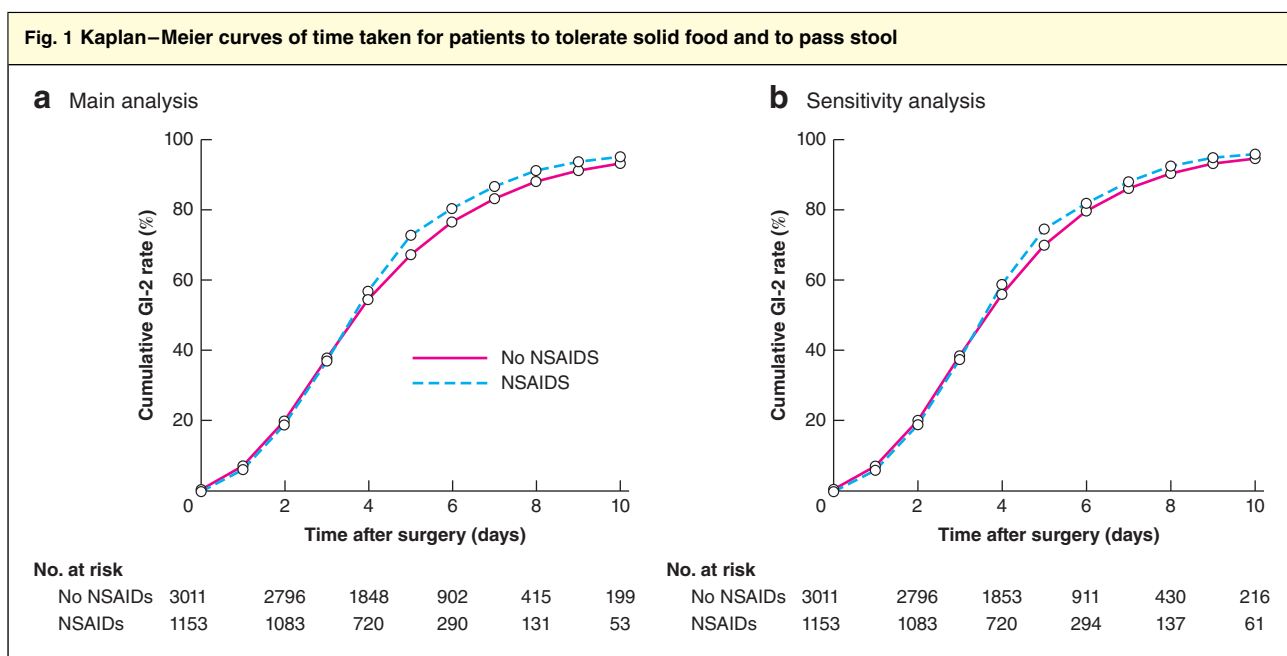 Fig. 1 Kaplan–Meier curves of time taken for patients to tolerate solid food and to pass stool
a Main analysis
100
80
60
40
20
0
2
4
6
8
10
Cumulative GI-2 rate (%)
Time after surgery (days)
No NSAIDS
NSAIDS
No. at risk
No NSAIDs 3011 2796 1848 902 415 199
NSAIDs 1153 1083 720 290 131 53
b Sensitivity analysis
100
80
60
40
20
0
2
4
6
8
10
Cumulative GI-2 rate (%)
Time after surgery (days)
No. at risk
No NSAIDs 3011 2796 1853 911 430 216
NSAIDs 1153 1083 720 294 137 61